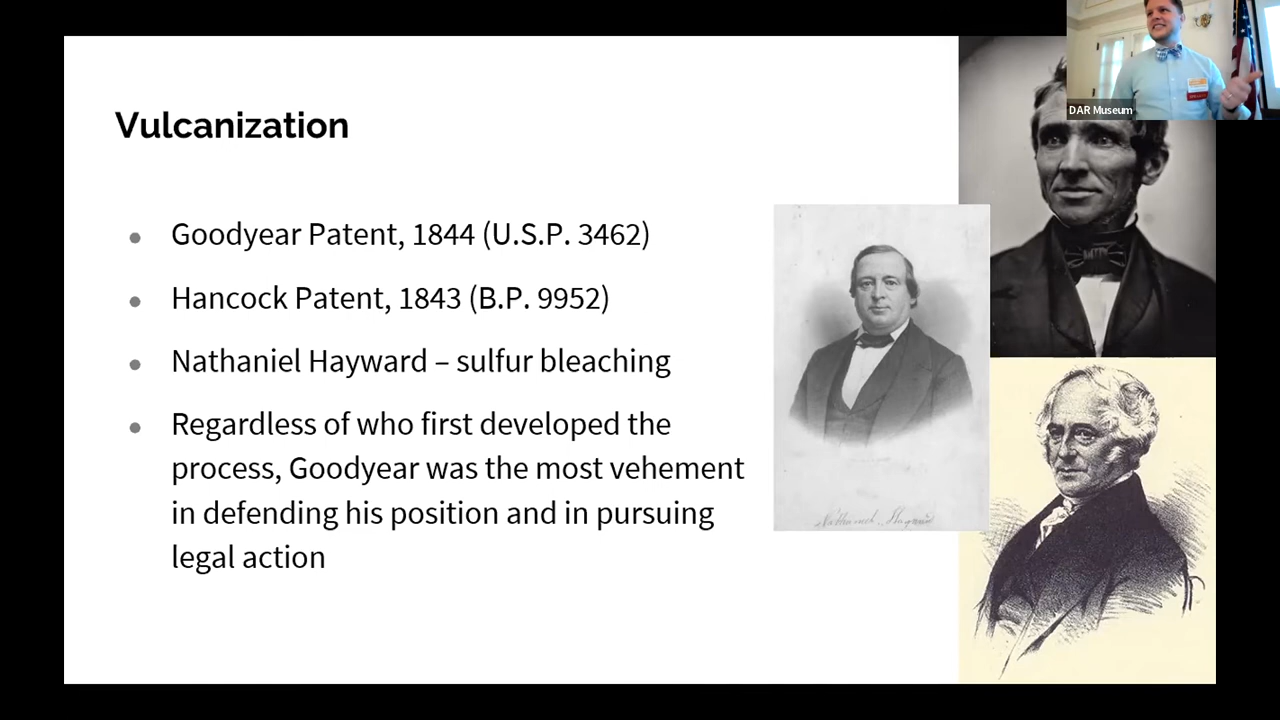 DAR Museum
Vulcanization
● Goodyear Patent, 1844 (U.S.P. 3462)
● Hancock Patent, 1843 (B.P. 9952)
● Nathaniel Hayward – sulfur bleaching
● Regardless of who first developed the
process, Goodyear was the most vehement
in defending his position and in pursuing
legal action